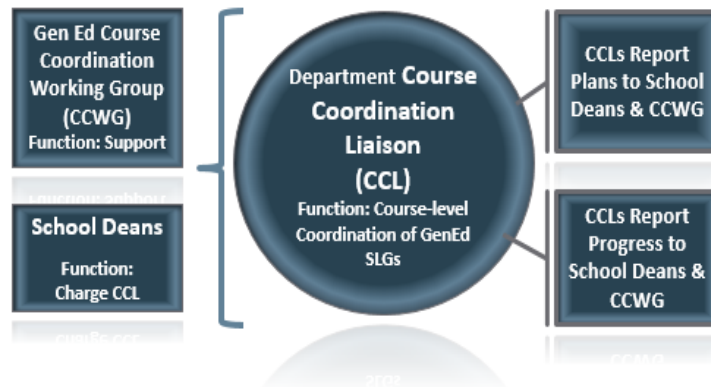 Gen Ed Course
Coordination
Working Group
(CCWG)
Function: Support
School Deans
Function:
Charge CCL
Department Course
Coordination
Liaison
(CCL)
Function: Course-level
Coordination of GenEd
SLGs
CCLs Report
Plans to School
Deans & CCWG
CCLs Report
Progress to
School Deans &
CCWG